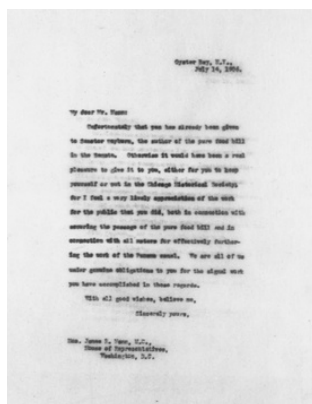 Oyster Bay, N.Y.,
July 14, 1906.
My dear Mr. Mann:
Unfortunately that pen has already been given
to Senator Heyburn, the author of the pure food bill
in the Senate. Otherwise it would have been a real
pleasure to give it to you, either for you to keep
yourself or put in the Chicago Historical Society,
for I feel a very lively appreciation of the work
for the public that you did, both in connection with
securing the passage of the pure food bill and in
connection with all matters for effectively further-
ing the work of the Panama canal. We are all of us
under genuine obligations to you for the signal work
you have accomplished in these regards.
With all good wishes, believe me,
Sincerely yours,
Hon. James R. Mann, M.C.,
House of Representatives,
Washington, D.C.